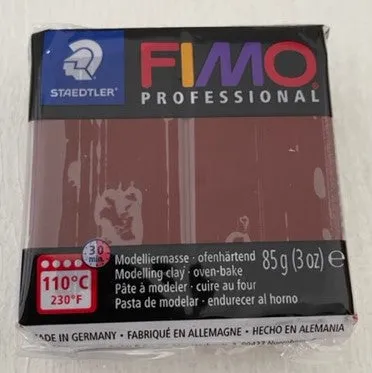 STAEDTLER
FIMO
PROFESSIONAL
30
min.
110°C
230°F
Modelliermasse · ofenhärtend
Modelling clay · oven-bake
Pâte à modeler · cuire au four
Pasta de modelar · endurecer al horno
85 g (3 oz) ℮
MADE IN GERMANY • FABRIQUÉ EN ALLEMAGNE • HECHO EN ALEMANIA